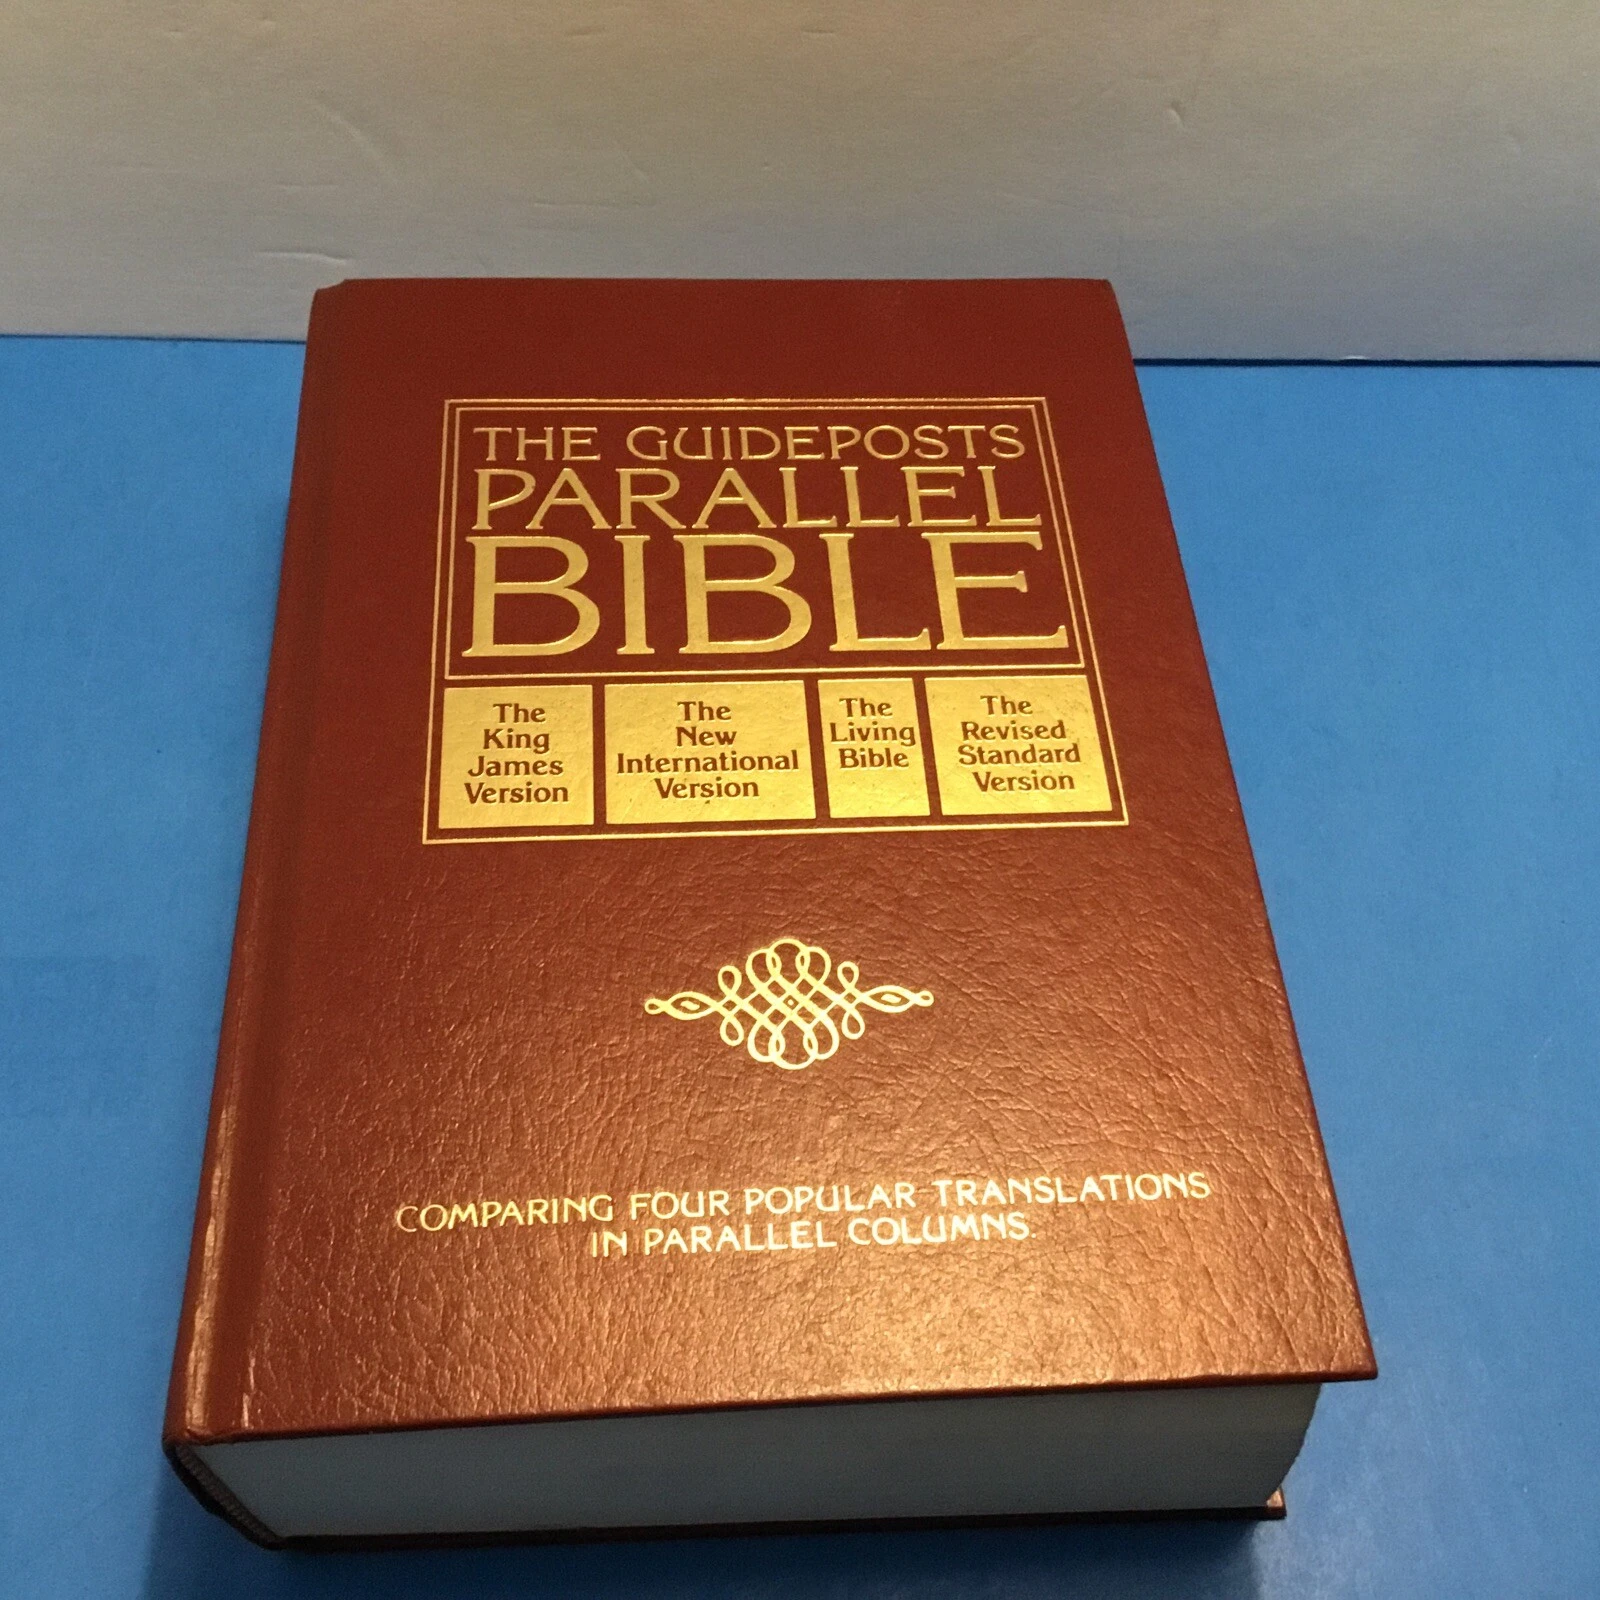 THE GUIDEPOSTS
PARALLEL
BIBLE
The
King
James
Version
The
New
International
Version
The
Living
Bible
The
Revised
Standard
Version
COMPARING FOUR POPULAR TRANSLATIONS
IN PARALLEL COLUMNS.